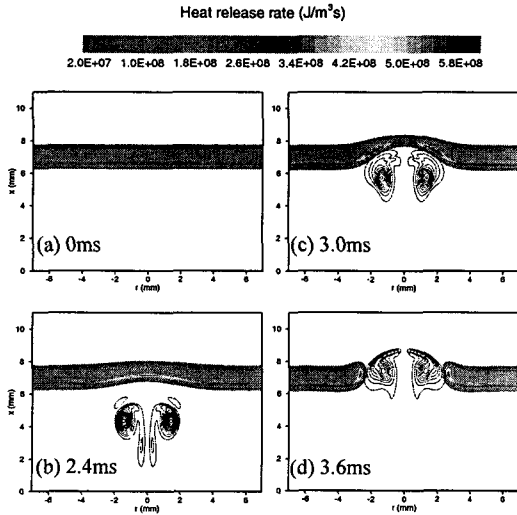 Heat release rate (J/m³s)
2.0E+07 1.0E+08 1.8E+08 2.6E+08 3.4E+08 4.2E+08 5.0E+08 5.8E+08
10
8
6
4
2
0
x (mm)
(a) 0ms
-6 -4 -2 0 2 4 6
r (mm)
10
8
6
4
2
0
x (mm)
(c) 3.0ms
-6 -4 -2 0 2 4 6
r (mm)
10
8
6
4
2
0
x (mm)
(b) 2.4ms
-6 -4 -2 0 2 4 6
r (mm)
10
8
6
4
2
0
x (mm)
(d) 3.6ms
-6 -4 -2 0 2 4 6
r (mm)